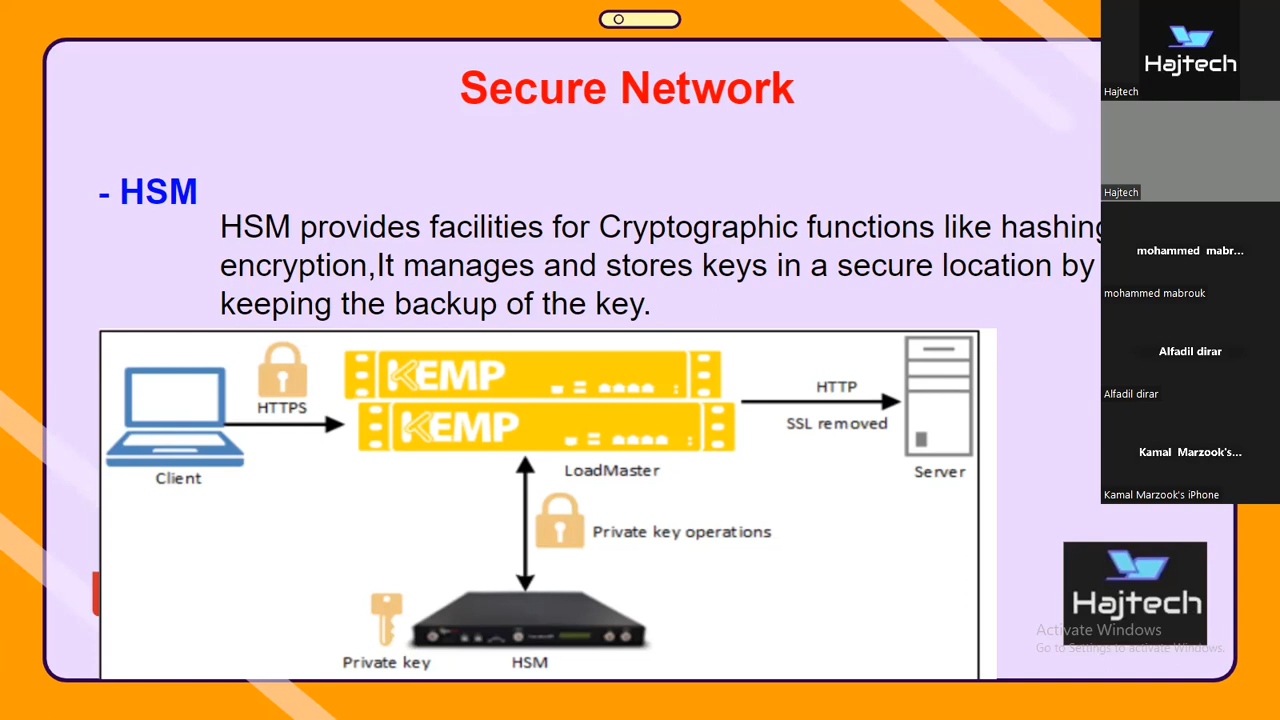 Secure Network
- HSM
HSM provides facilities for Cryptographic functions like hashing
encryption,It manages and stores keys in a secure location by
keeping the backup of the key.
KEMP
KEMP
HTTPS
Client
LoadMaster
HTTP
SSL removed
Server
Private key operations
Private key
HSM
Hajtech
Hajtech
Hajtech
mohammed mabr...
mohammed mabrouk
Alfadil dirar
Alfadil dirar
Kamal Marzook's...
Kamal Marzook's iPhone
Hajtech
Activate Windows
Go to Settings to activate Windows.